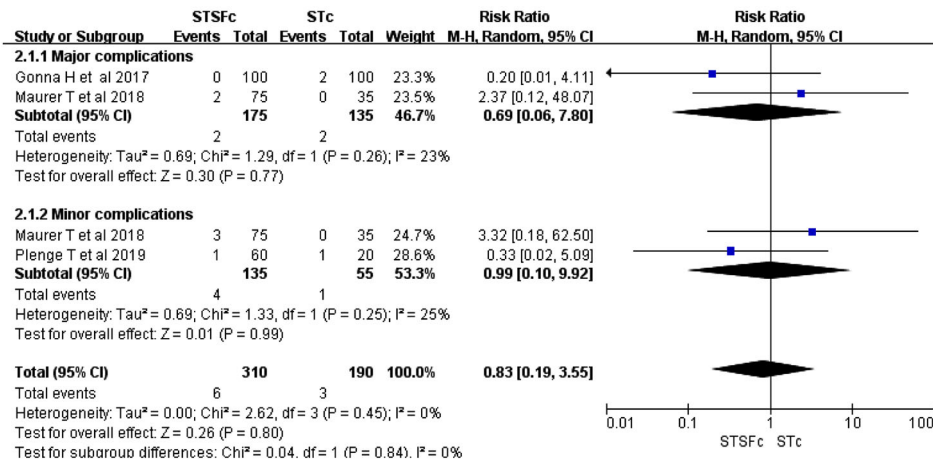 STSFc STc Risk Ratio Risk Ratio
Study or Subgroup Events Total Events Total Weight M-H, Random, 95% CI M-H, Random, 95% CI
2.1.1 Major complications
Gonna H et al 2017 0 100 2 100 23.3% 0.20 [0.01, 4.11]
Maurer T et al 2018 2 75 0 35 23.5% 2.37 [0.12, 48.07]
Subtotal (95% CI) 175 135 46.7% 0.69 [0.06, 7.80]
Total events 2 2
Heterogeneity: Tau² = 0.69; Chi² = 1.29, df = 1 (P = 0.26); I² = 23%
Test for overall effect: Z = 0.30 (P = 0.77)
2.1.2 Minor complications
Maurer T et al 2018 3 75 0 35 24.7% 3.32 [0.18, 62.50]
Plenge T et al 2019 1 60 1 20 28.6% 0.33 [0.02, 5.09]
Subtotal (95% CI) 135 55 53.3% 0.99 [0.10, 9.92]
Total events 4 1
Heterogeneity: Tau² = 0.69; Chi² = 1.33, df = 1 (P = 0.25); I² = 25%
Test for overall effect: Z = 0.01 (P = 0.99)
Total (95% CI) 310 190 100.0% 0.83 [0.19, 3.55]
Total events 6 3
Heterogeneity: Tau² = 0.00; Chi² = 2.62, df = 3 (P = 0.45); I² = 0%
Test for overall effect: Z = 0.26 (P = 0.80)
Test for subgroup differences: Chi² = 0.04, df = 1 (P = 0.84), I² = 0%
0.01 0.1 1 10 100
STSFc STc